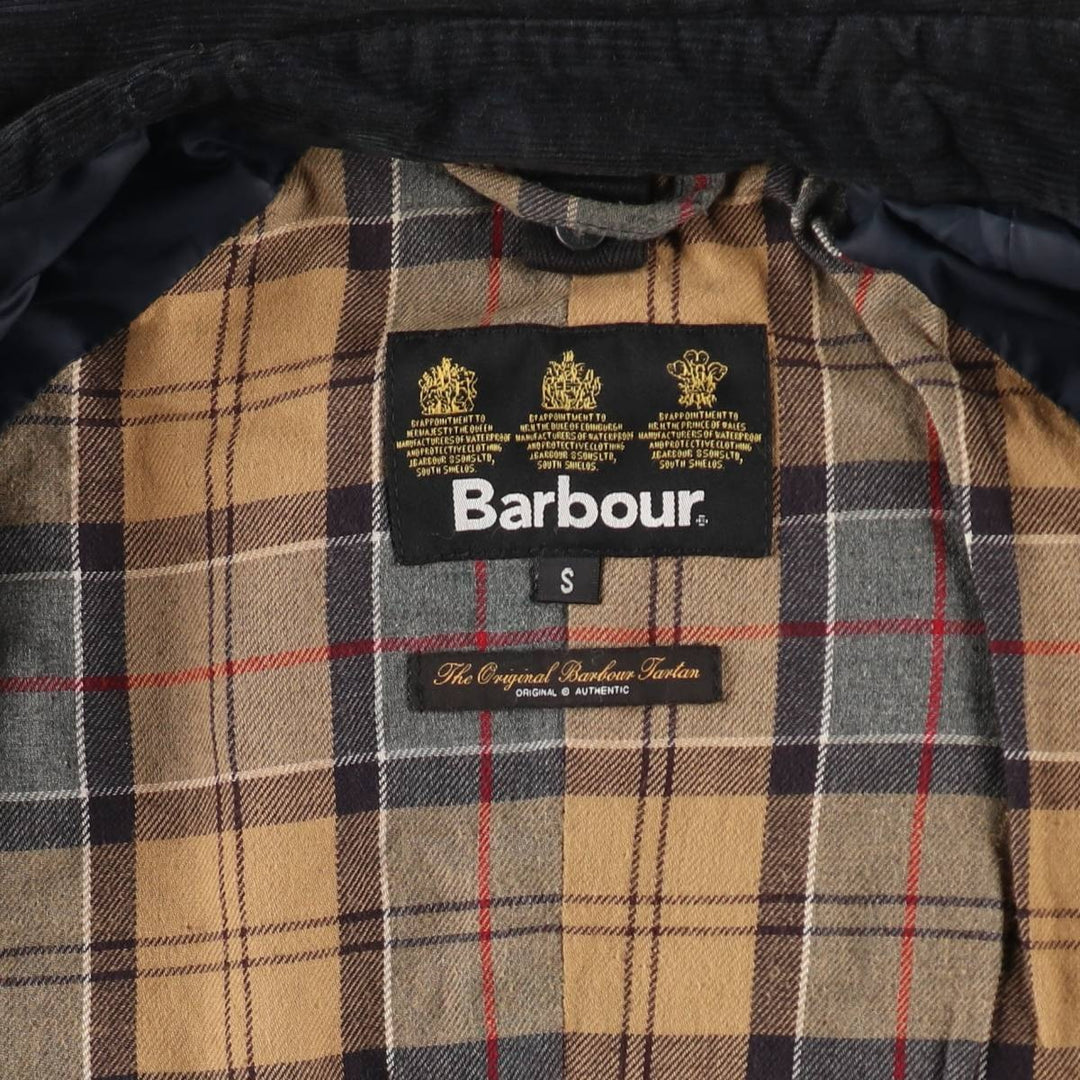 BY APPOINTMENT TO
HER MAJESTY THE QUEEN
MANUFACTURERS OF WATERPROOF
AND PROTECTIVE CLOTHING
J.BARBOUR & SONS LTD,
SOUTH SHIELDS.
BY APPOINTMENT TO
H.R.H. THE DUKE OF EDINBURGH
MANUFACTURERS OF WATERPROOF
AND PROTECTIVE CLOTHING
J.BARBOUR & SONS LTD,
SOUTH SHIELDS.
BY APPOINTMENT TO
H.R.H. THE PRINCE OF WALES
MANUFACTURERS OF WATERPROOF
AND PROTECTIVE CLOTHING
J.BARBOUR & SONS LTD,
SOUTH SHIELDS.
Barbour
S
The Original Barbour Tartan
ORIGINAL & AUTHENTIC